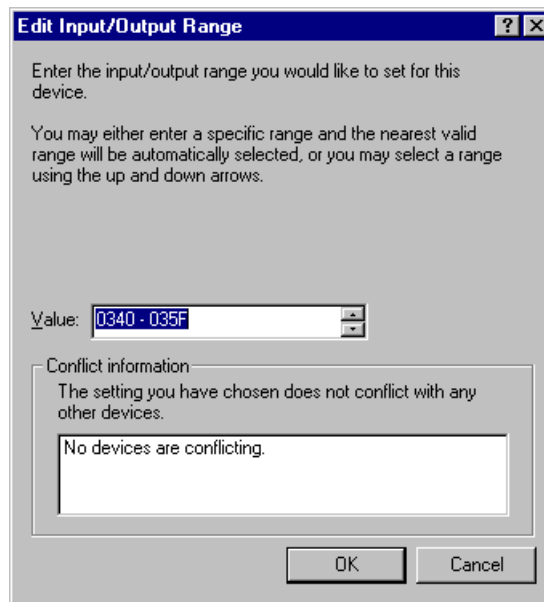 Edit Input/Output Range
Enter the input/output range you would like to set for this
device.
You may either enter a specific range and the nearest valid
range will be automatically selected, or you may select a range
using the up and down arrows.
Value: 0340 - 035F
Conflict information
The setting you have chosen does not conflict with any
other devices.
No devices are conflicting.
OK Cancel